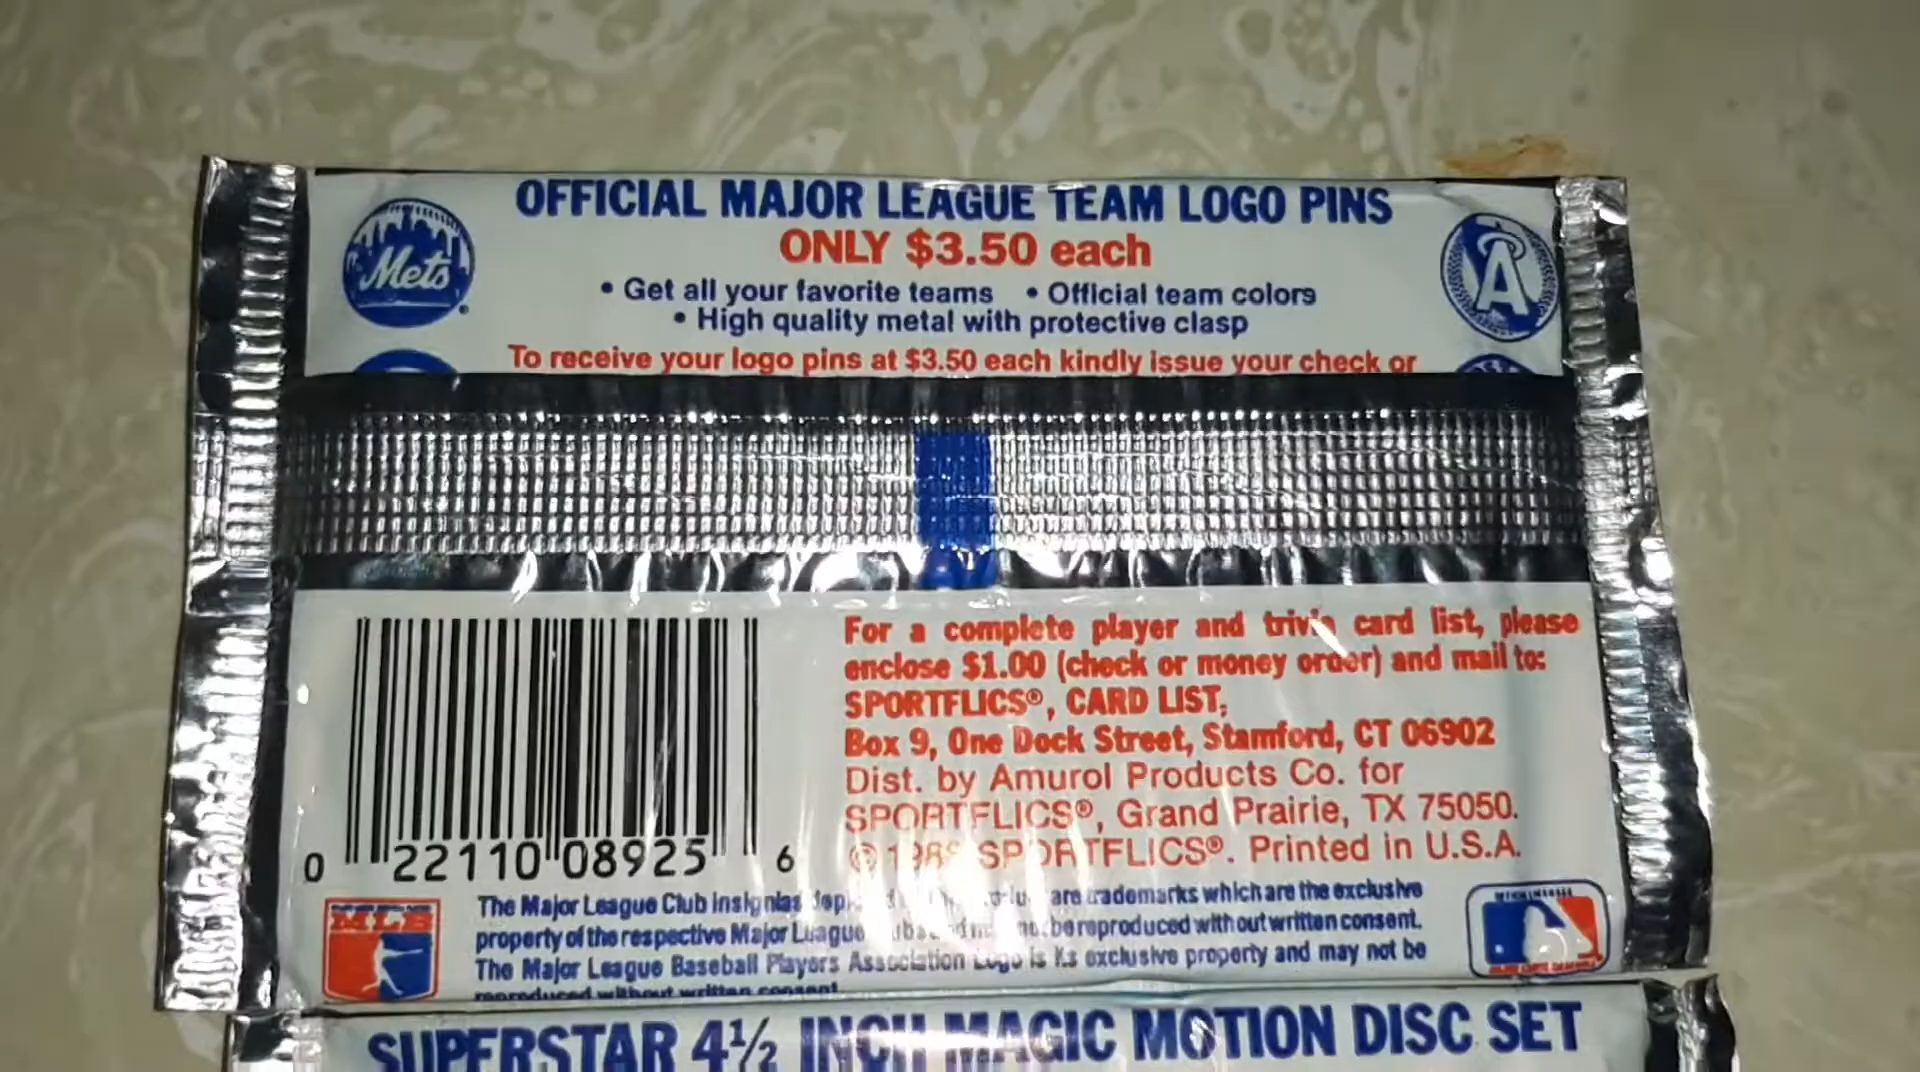 OFFICIAL MAJOR LEAGUE TEAM LOGO PINS
Mets
ONLY $3.50 each
A
• Get all your favorite teams • Official team colors
• High quality metal with protective clasp
To receive your logo pins at $3.50 each kindly issue your check or
For a complete player and trivia card list, please
enclose $1.00 (check or money order) and mail to:
SPORTFLICS®, CARD LIST,
Box 9, One Dock Street, Stamford, CT 06902
Dist. by Amurol Products Co. for
SPORTFLICS®, Grand Prairie, TX 75050.
© SPORTFLICS®. Printed in U.S.A.
0 22110 08925 6
MLB
The Major League Club insignias are trademarks which are the exclusive
property of the respective Major League be reproduced without written consent.
The Major League Baseball Players Association Logo is its exclusive property and may not be
reproduced without written consent.
SUPERSTAR 4½ INCH MAGIC MOTION DISC SET